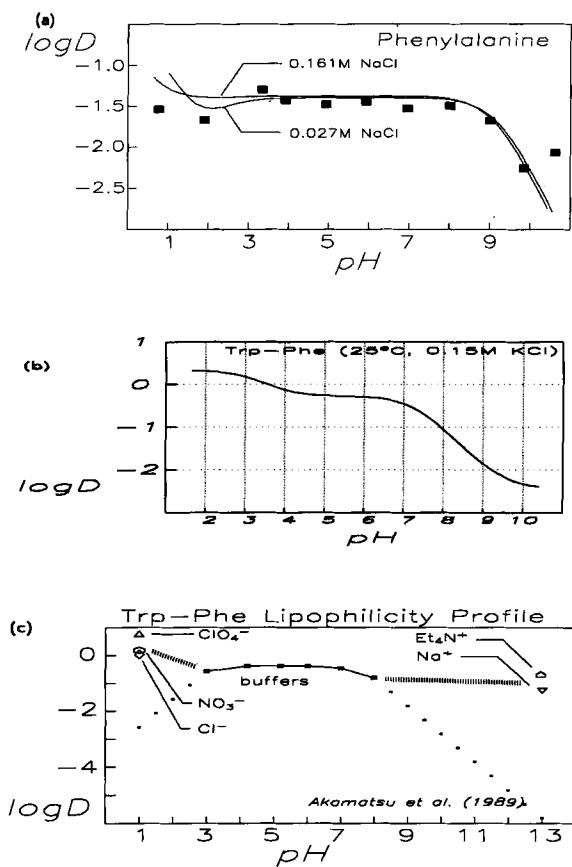 (a)
logD
Phenylalanine
−1.0
0.161M NaCl
−1.5
0.027M NaCl
−2.0
−2.5
1 3 5 7 9
pH
(b)
1
Trp−Phe (25°C, 0.15M KCl)
0
−1
−2
logD
2 3 4 5 6 7 8 9 10
pH
(c)
Trp−Phe Lipophilicity Profile
ClO₄⁻
Et₄N⁺
Na⁺
0
buffers
NO₃⁻
−2
Cl⁻
−4
logD
Akamatsu et al. (1989)
1 3 5 7 9 11 13
pH